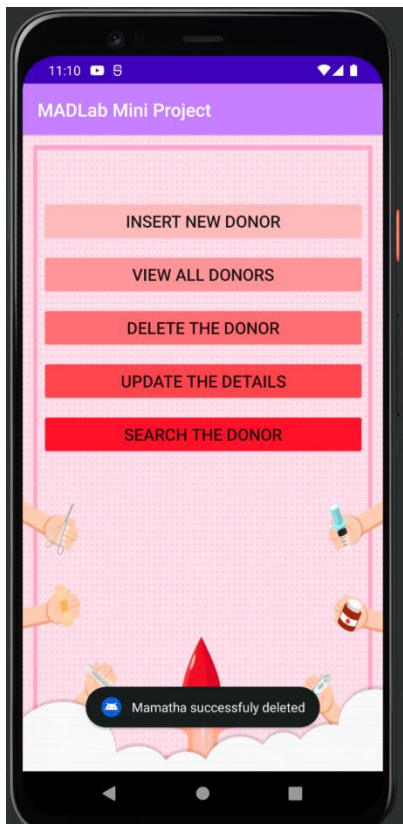 11:10
MADLab Mini Project
INSERT NEW DONOR
VIEW ALL DONORS
DELETE THE DONOR
UPDATE THE DETAILS
SEARCH THE DONOR
Mamatha successfuly deleted